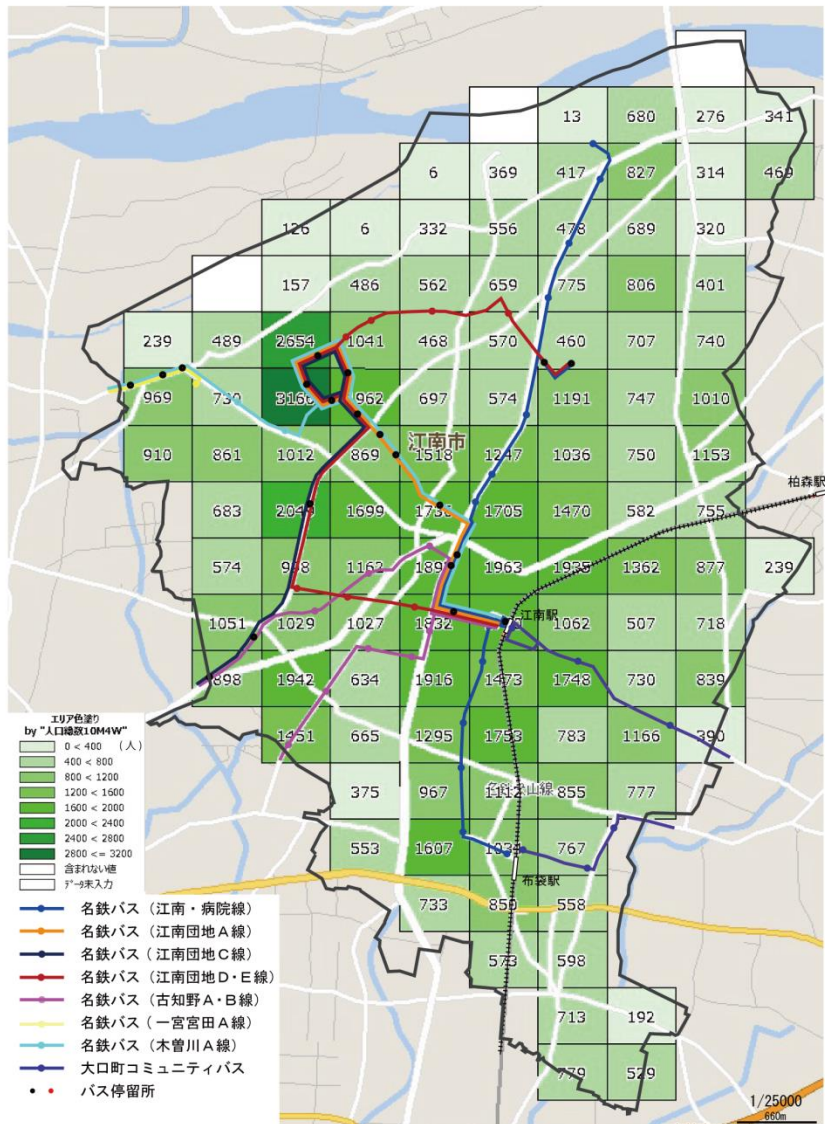 13 680 276 341
6 369 417 827 314 469
126 6 332 556 478 689 320
157 486 562 659 775 806 401
239 489 2654 1041 468 570 460 707 740
969 962 697 574 1191 747 1010
江南市
910 861 1012 869 1518 1247 1036 750 1153
柏森駅
683 1699 1705 1470 582 755
574 1162 1963 1935 1362 877 239
江南駅
1051 1029 1027 1832 1062 507 718
898 1942 634 1916 1473 1748 730 839
1451 665 1295 1753 783 1166 390
375 967 1112 855 777
553 1607 767
布袋駅
733 850 558
573 598
713 192
779 529
エリア色塗り
by "人口総数10M4W"
0 < 400 (人)
400 < 800
800 < 1200
1200 < 1600
1600 < 2000
2000 < 2400
2400 < 2800
2800 <= 3200
含まれない値
データ未入力
名鉄バス(江南・病院線)
名鉄バス(江南団地A線)
名鉄バス(江南団地C線)
名鉄バス(江南団地D・E線)
名鉄バス(古知野A・B線)
名鉄バス(一宮宮田A線)
名鉄バス(木曽川A線)
大口町コミュニティバス
バス停留所
1/25000
660m